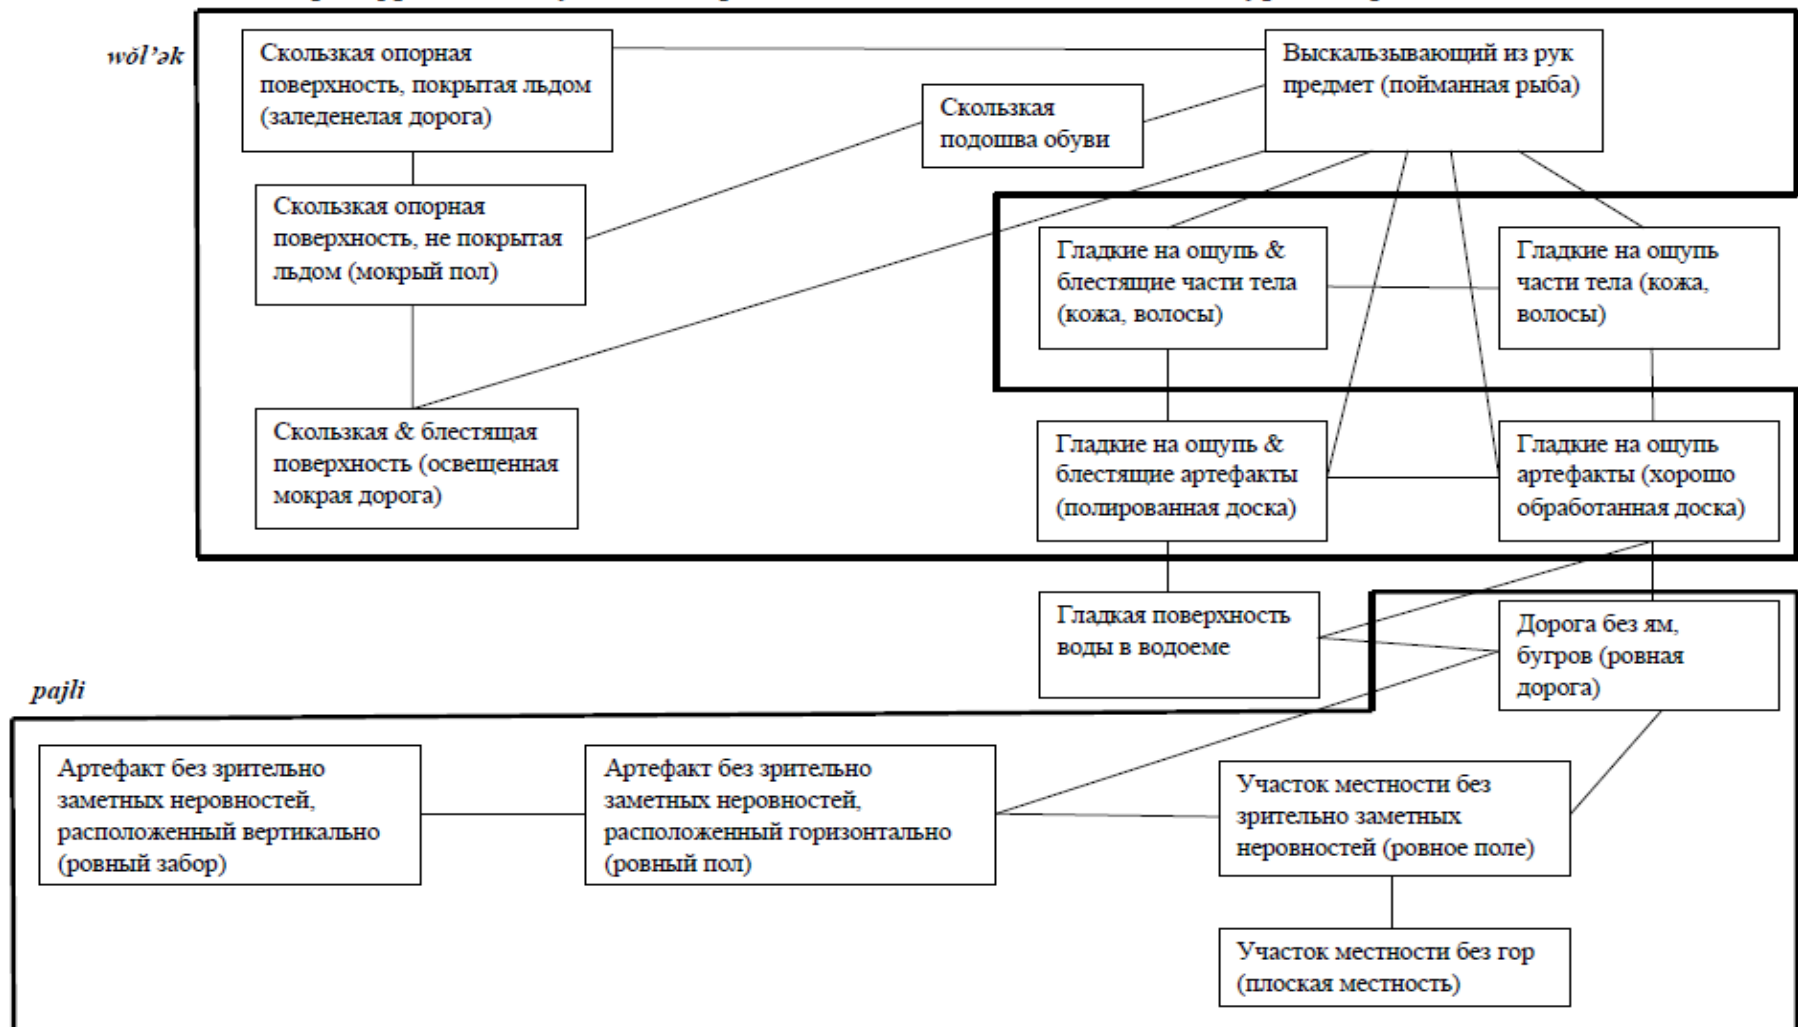 wŏl’ək
Скользкая опорная
поверхность, покрытая льдом
(заледенелая дорога)
Выскальзывающий из рук
предмет (пойманная рыба)
Скользкая
подошва обуви
Скользкая опорная
поверхность, не покрытая
льдом (мокрый пол)
Гладкие на ощупь &
блестящие части тела
(кожа, волосы)
Гладкие на ощупь
части тела (кожа,
волосы)
Скользкая & блестящая
поверхность (освещенная
мокрая дорога)
Гладкие на ощупь &
блестящие артефакты
(полированная доска)
Гладкие на ощупь
артефакты (хорошо
обработанная доска)
Гладкая поверхность
воды в водоеме
Дорога без ям,
бугров (ровная
дорога)
pajli
Артефакт без зрительно
заметных неровностей,
расположенный вертикально
(ровный забор)
Артефакт без зрительно
заметных неровностей,
расположенный горизонтально
(ровный пол)
Участок местности без
зрительно заметных
неровностей (ровное поле)
Участок местности без гор
(плоская местность)